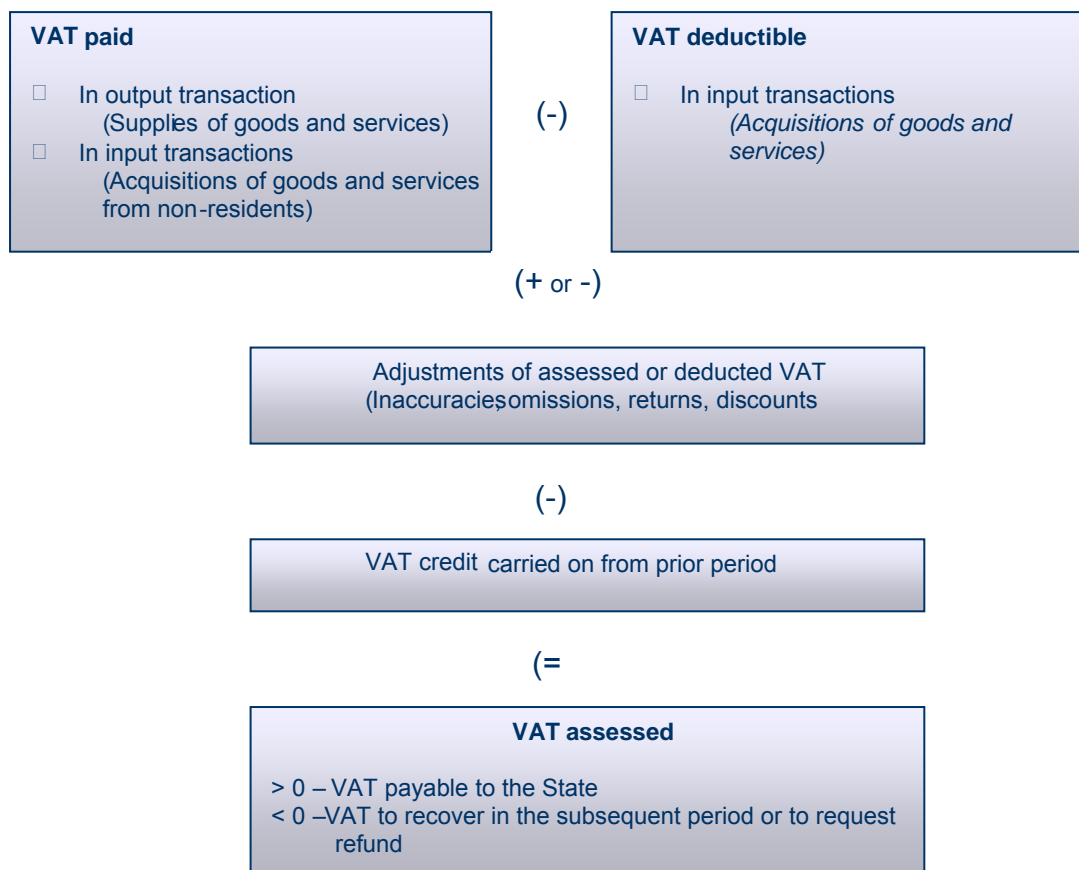 VAT paid
□ In output transaction
(Supplies of goods and services)
□ In input transactions
(Acquisitions of goods and services
from non-residents)
(-)
VAT deductible
□ In input transactions
(Acquisitions of goods and
services)
(+ or -)
Adjustments of assessed or deducted VAT
(Inaccuracies, omissions, returns, discounts
(-)
VAT credit carried on from prior period
(=
VAT assessed
> 0 – VAT payable to the State
< 0 –VAT to recover in the subsequent period or to request
refund